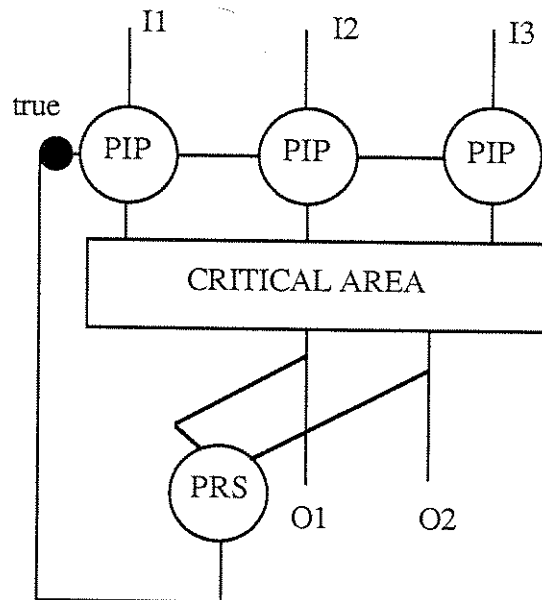 I1 I2 I3
true
PIP PIP PIP
CRITICAL AREA
PRS
O1 O2